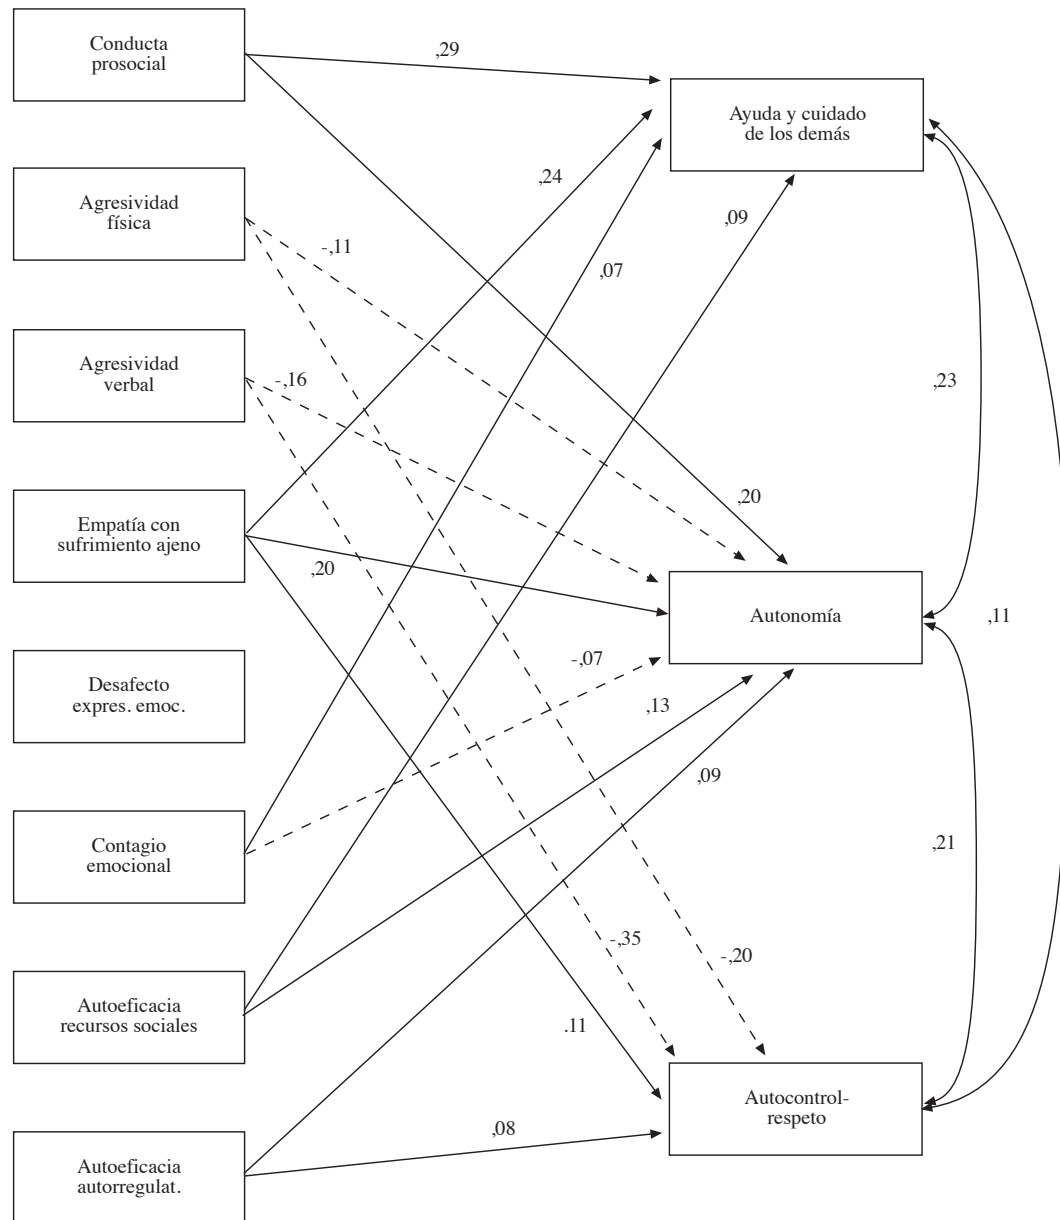 Conducta
prosocial
,29
Ayuda y cuidado
de los demás
,24
,09
Agresividad
física
-,11
,07
Agresividad
verbal
-,16
,23
,20
Empatía con
sufrimiento ajeno
,20
Autonomía
,11
-,07
Desafecto
expres. emoc.
,13
,09
Contagio
emocional
,21
-,35
-,20
Autoeficacia
recursos sociales
.11
Autocontrol-
respeto
,08
Autoeficacia
autorregulat.